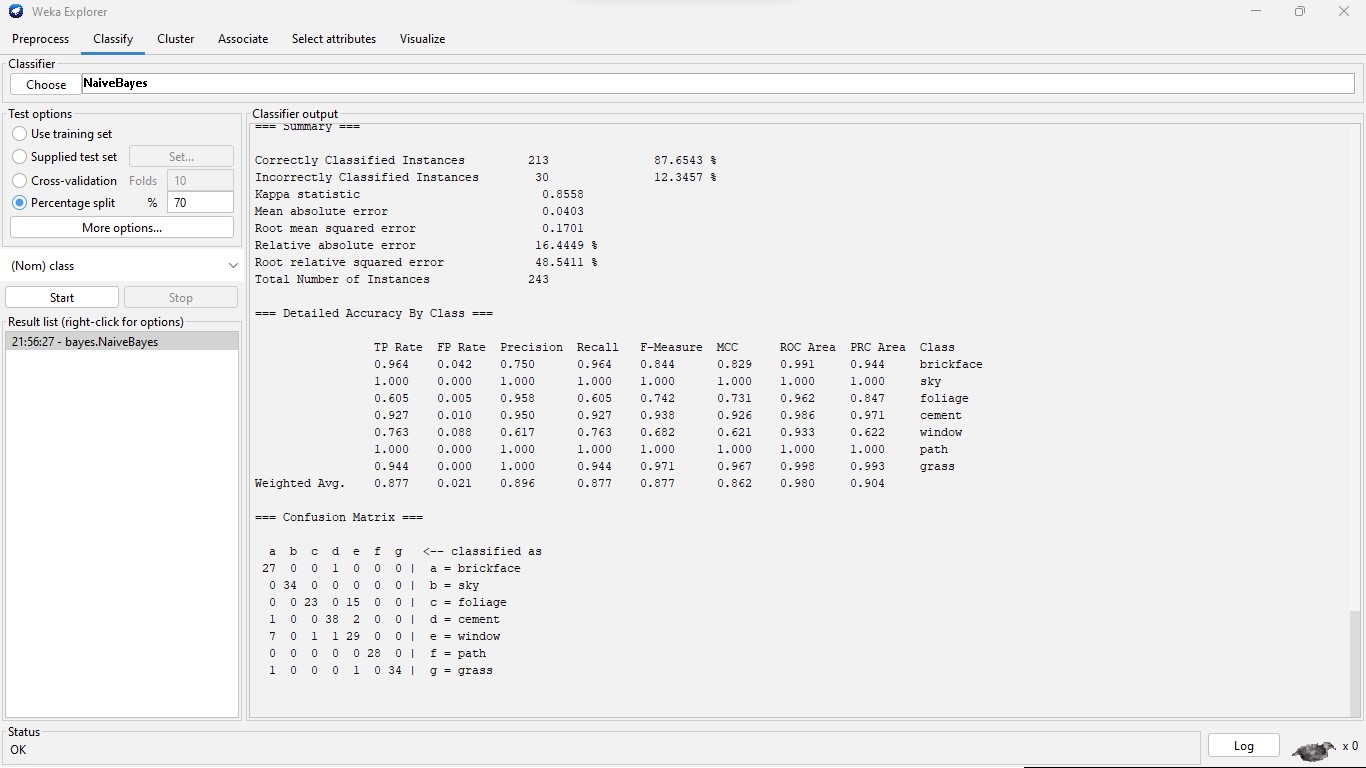 Weka Explorer
Preprocess Classify Cluster Associate Select attributes Visualize
Classifier
Choose NaiveBayes
Test options
Use training set
Supplied test set Set...
Cross-validation Folds 10
Percentage split % 70
More options...
(Nom) class
Start Stop
Result list (right-click for options)
21:56:27 - bayes.NaiveBayes
Classifier output
=== Summary ===
Correctly Classified Instances 213 87.6543 %
Incorrectly Classified Instances 30 12.3457 %
Kappa statistic 0.8558
Mean absolute error 0.0403
Root mean squared error 0.1701
Relative absolute error 16.4449 %
Root relative squared error 48.5411 %
Total Number of Instances 243
=== Detailed Accuracy By Class ===
TP Rate FP Rate Precision Recall F-Measure MCC ROC Area PRC Area Class
0.964 0.042 0.750 0.964 0.844 0.829 0.991 0.944 brickface
1.000 0.000 1.000 1.000 1.000 1.000 1.000 1.000 sky
0.605 0.005 0.958 0.605 0.742 0.731 0.962 0.847 foliage
0.927 0.010 0.950 0.927 0.938 0.926 0.986 0.971 cement
0.763 0.088 0.617 0.763 0.682 0.621 0.933 0.622 window
1.000 0.000 1.000 1.000 1.000 1.000 1.000 1.000 path
0.944 0.000 1.000 0.944 0.971 0.967 0.998 0.993 grass
Weighted Avg. 0.877 0.021 0.896 0.877 0.877 0.862 0.980 0.904
=== Confusion Matrix ===
a b c d e f g <-- classified as
27 0 0 1 0 0 0 | a = brickface
0 34 0 0 0 0 0 | b = sky
0 0 23 0 15 0 0 | c = foliage
1 0 0 38 2 0 0 | d = cement
7 0 1 1 29 0 0 | e = window
0 0 0 0 0 28 0 | f = path
1 0 0 0 1 0 34 | g = grass
Status
OK
Log
x 0